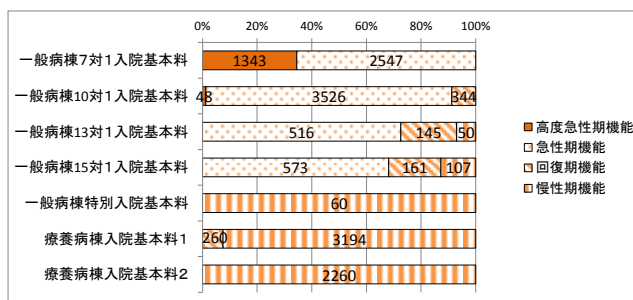 0% 20% 40% 60% 80% 100%
一般病棟7対1入院基本料 1343 2547
一般病棟10対1入院基本料 48 3526 344
一般病棟13対1入院基本料 516 145 50
一般病棟15対1入院基本料 573 161 107
一般病棟特別入院基本料 60
療養病棟入院基本料1 260 3194
療養病棟入院基本料2 2260
高度急性期機能
急性期機能
回復期機能
慢性期機能